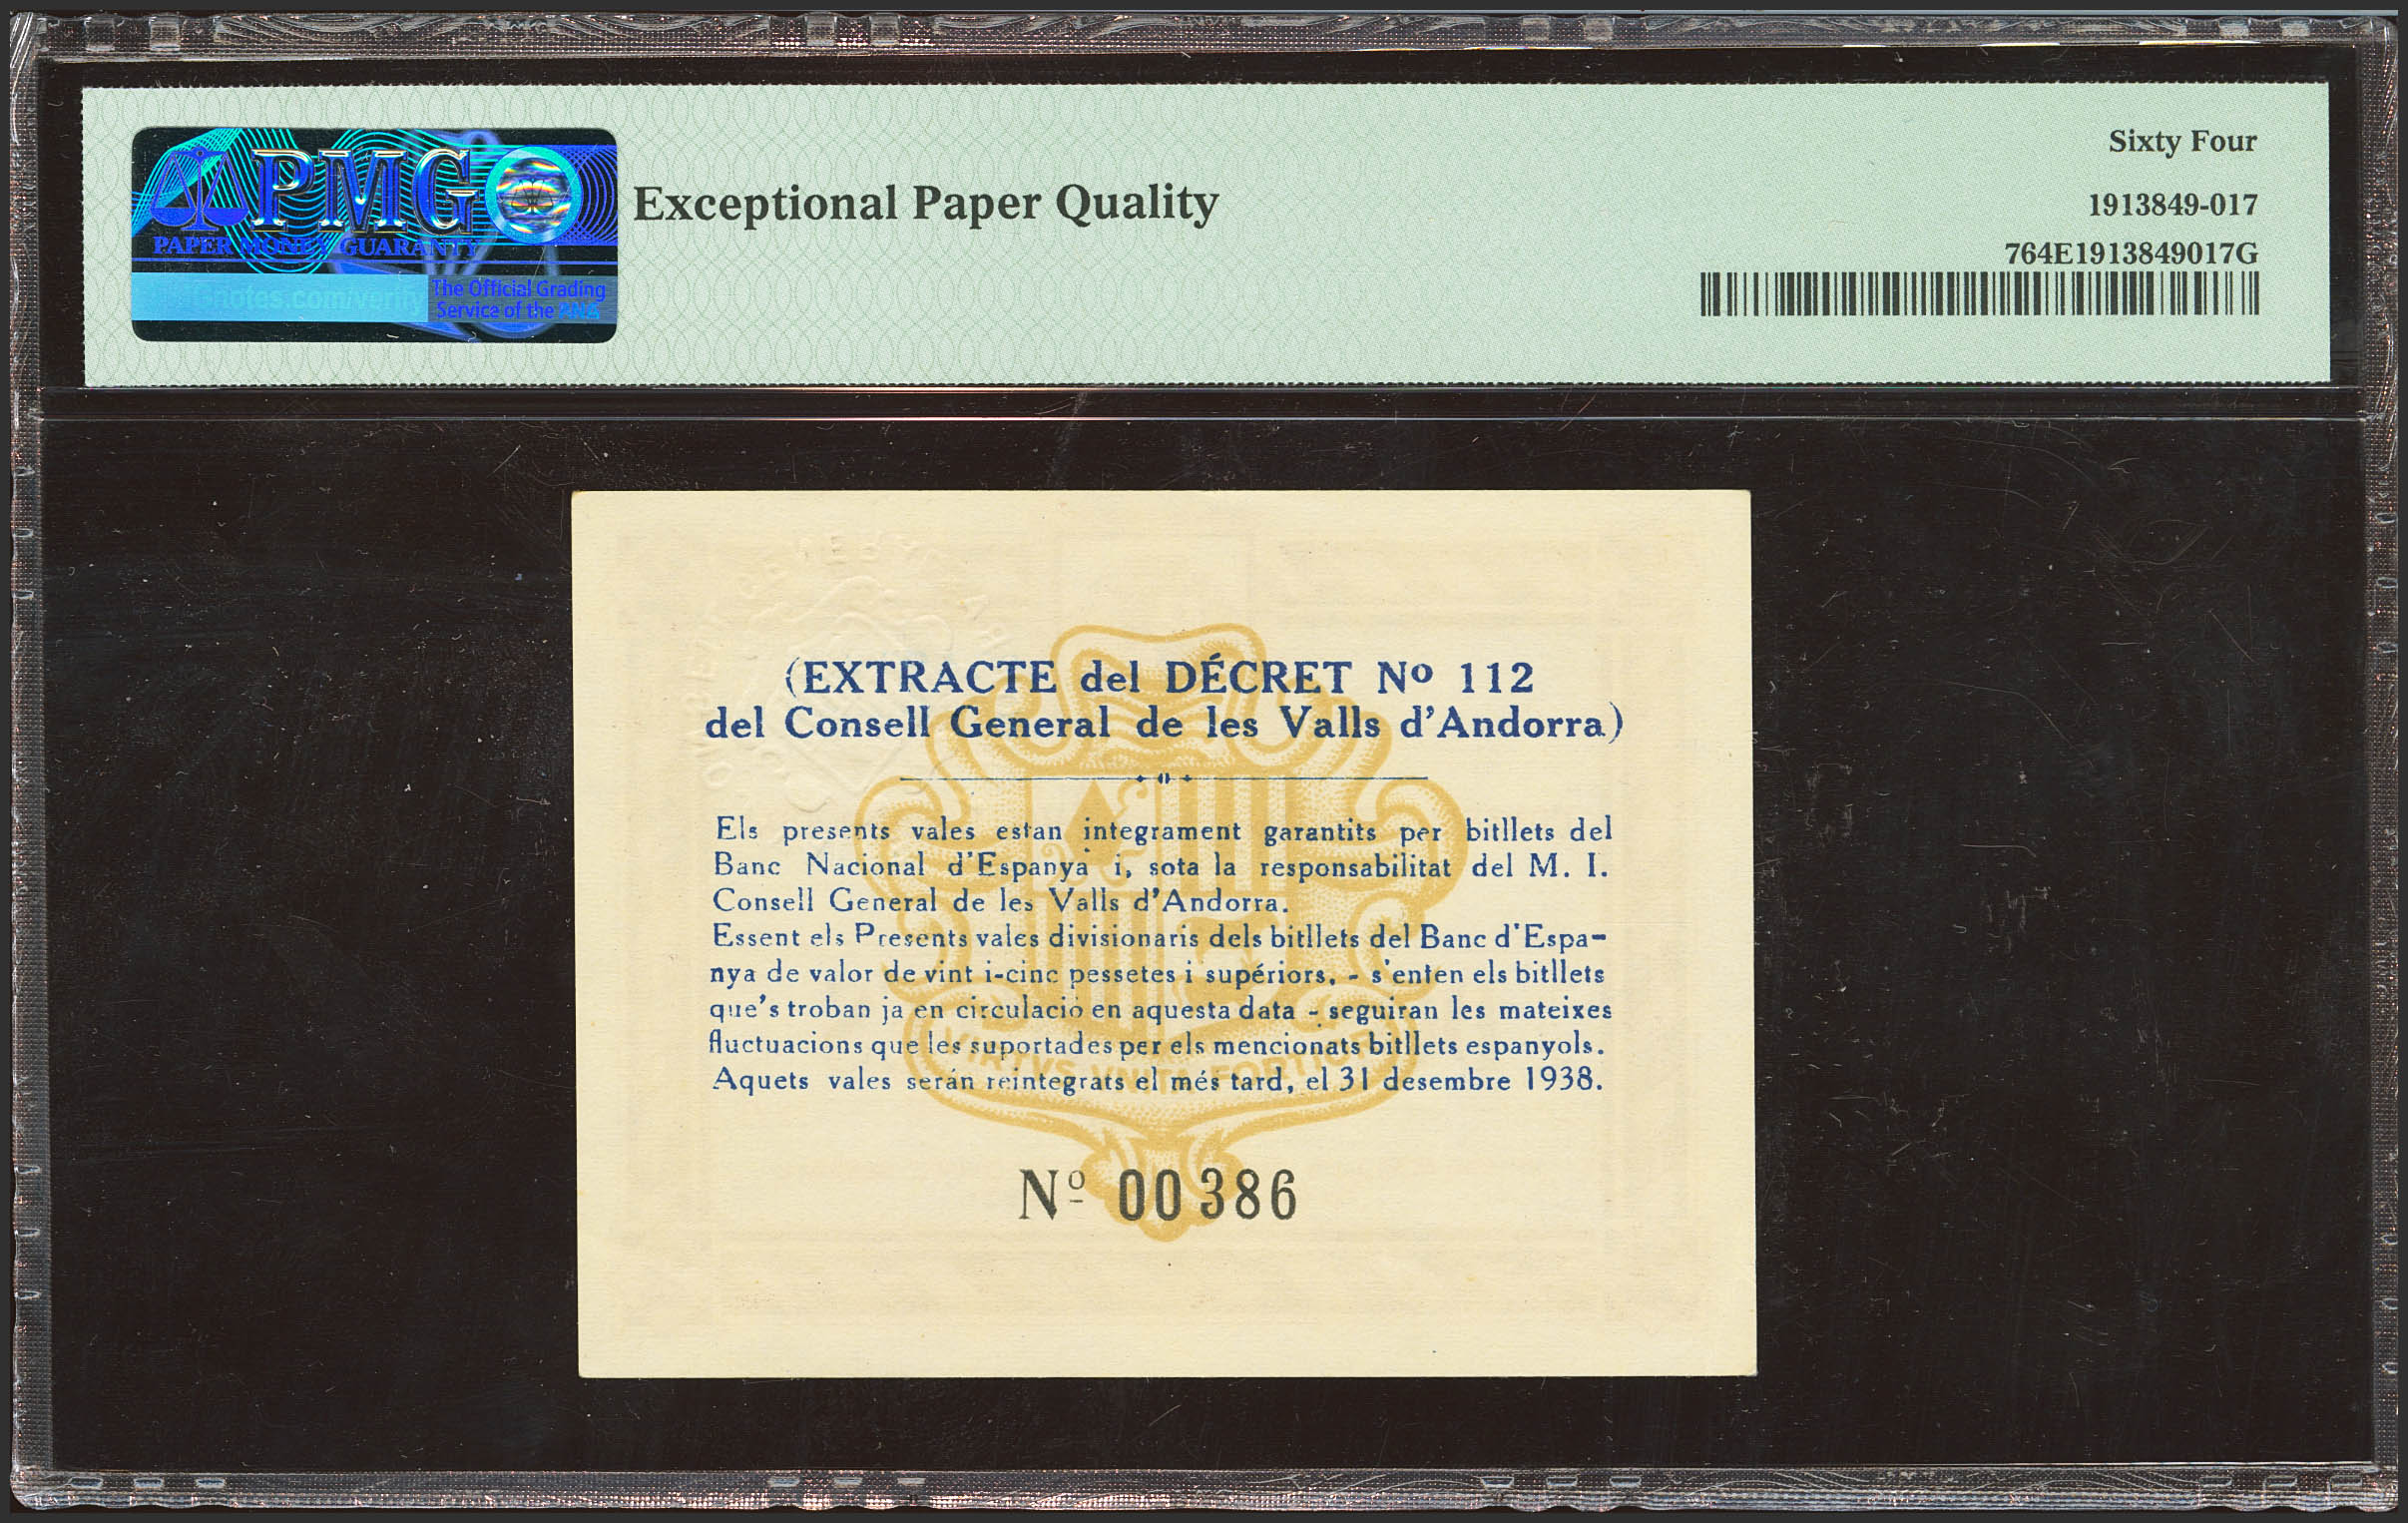 PMG
PAPER MONEY GUARANTY
The Official Grading
Service of the ANA
Exceptional Paper Quality
Sixty Four
1913849-017
764E1913849017G
(EXTRACTE del DÉCRET Nº 112
del Consell General de les Valls d'Andorra)
Els presents vales estan integrament garantits per bitllets del
Banc Nacional d'Espanya i, sota la responsabilitat del M. I.
Consell General de les Valls d'Andorra.
Essent els Presents vales divisionaris dels bitllets del Banc d'Espa-
nya de valor de vint i-cinc pessetes i supériors, - s'enten els bitllets
que's troban ja en circulació en aquesta data - seguiran les mateixes
fluctuacions que les suportades per els mencionats bitllets espanyols.
Aquets vales serán reintegrats el més tard, el 31 desembre 1938.
Nº 00386